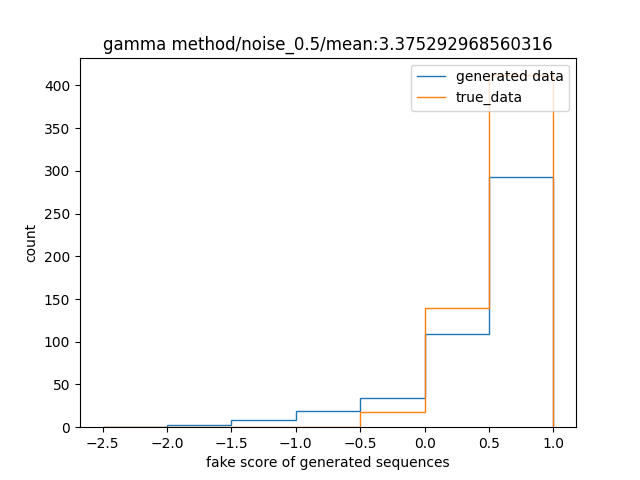 gamma method/noise_0.5/mean:3.375292968560316
generated data
true_data
400
350
300
250
200
150
100
50
0
count
−2.5 −2.0 −1.5 −1.0 −0.5 0.0 0.5 1.0
fake score of generated sequences